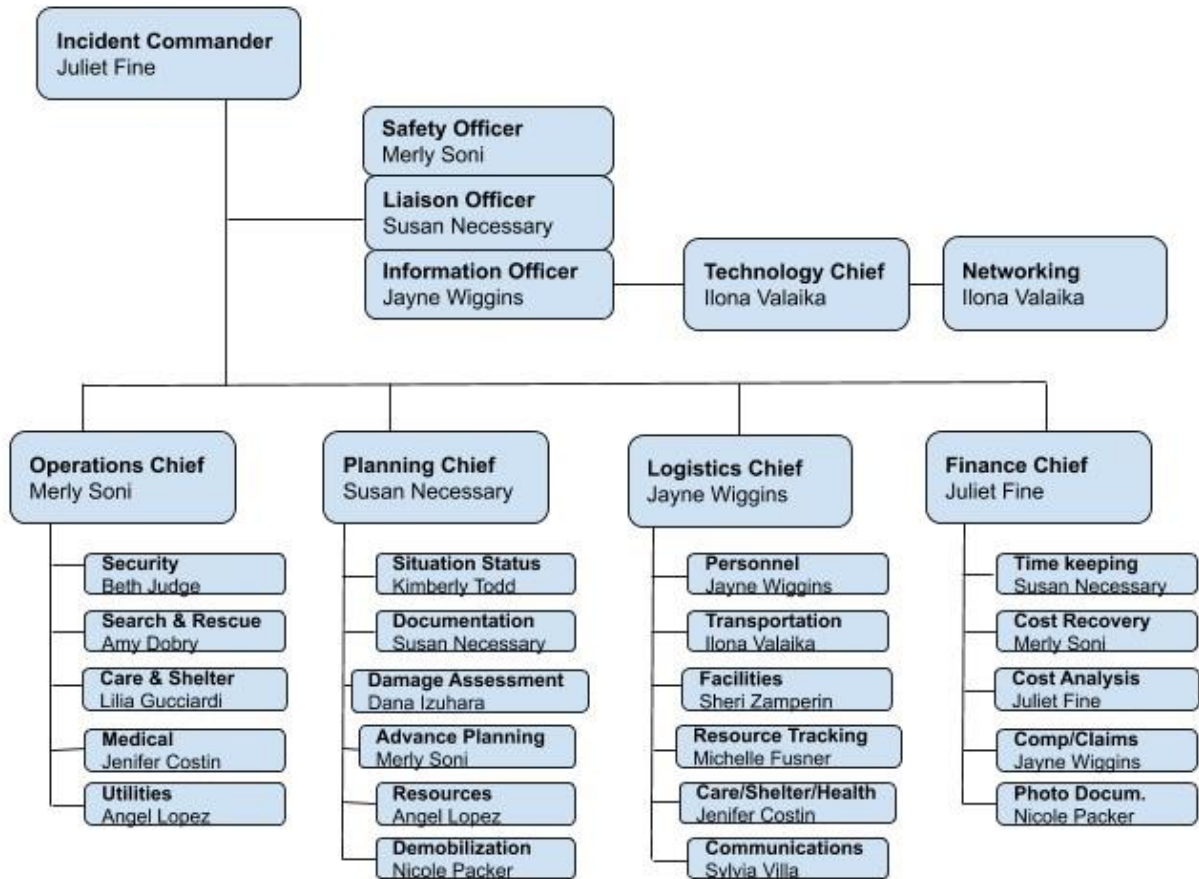 Incident Commander
Juliet Fine
Safety Officer
Merly Soni
Liaison Officer
Susan Necessary
Information Officer
Jayne Wiggins
Technology Chief
Ilona Valaika
Networking
Ilona Valaika
Operations Chief
Merly Soni
Security
Beth Judge
Search & Rescue
Amy Dobry
Care & Shelter
Lilia Gucciardi
Medical
Jenifer Costin
Utilities
Angel Lopez
Planning Chief
Susan Necessary
Situation Status
Kimberly Todd
Documentation
Susan Necessary
Damage Assessment
Dana Izuhara
Advance Planning
Merly Soni
Resources
Angel Lopez
Demobilization
Nicole Packer
Logistics Chief
Jayne Wiggins
Personnel
Jayne Wiggins
Transportation
Ilona Valaika
Facilities
Sheri Zamperin
Resource Tracking
Michelle Fusner
Care/Shelter/Health
Jenifer Costin
Communications
Sylvia Villa
Finance Chief
Juliet Fine
Time keeping
Susan Necessary
Cost Recovery
Merly Soni
Cost Analysis
Juliet Fine
Comp/Claims
Jayne Wiggins
Photo Docum.
Nicole Packer